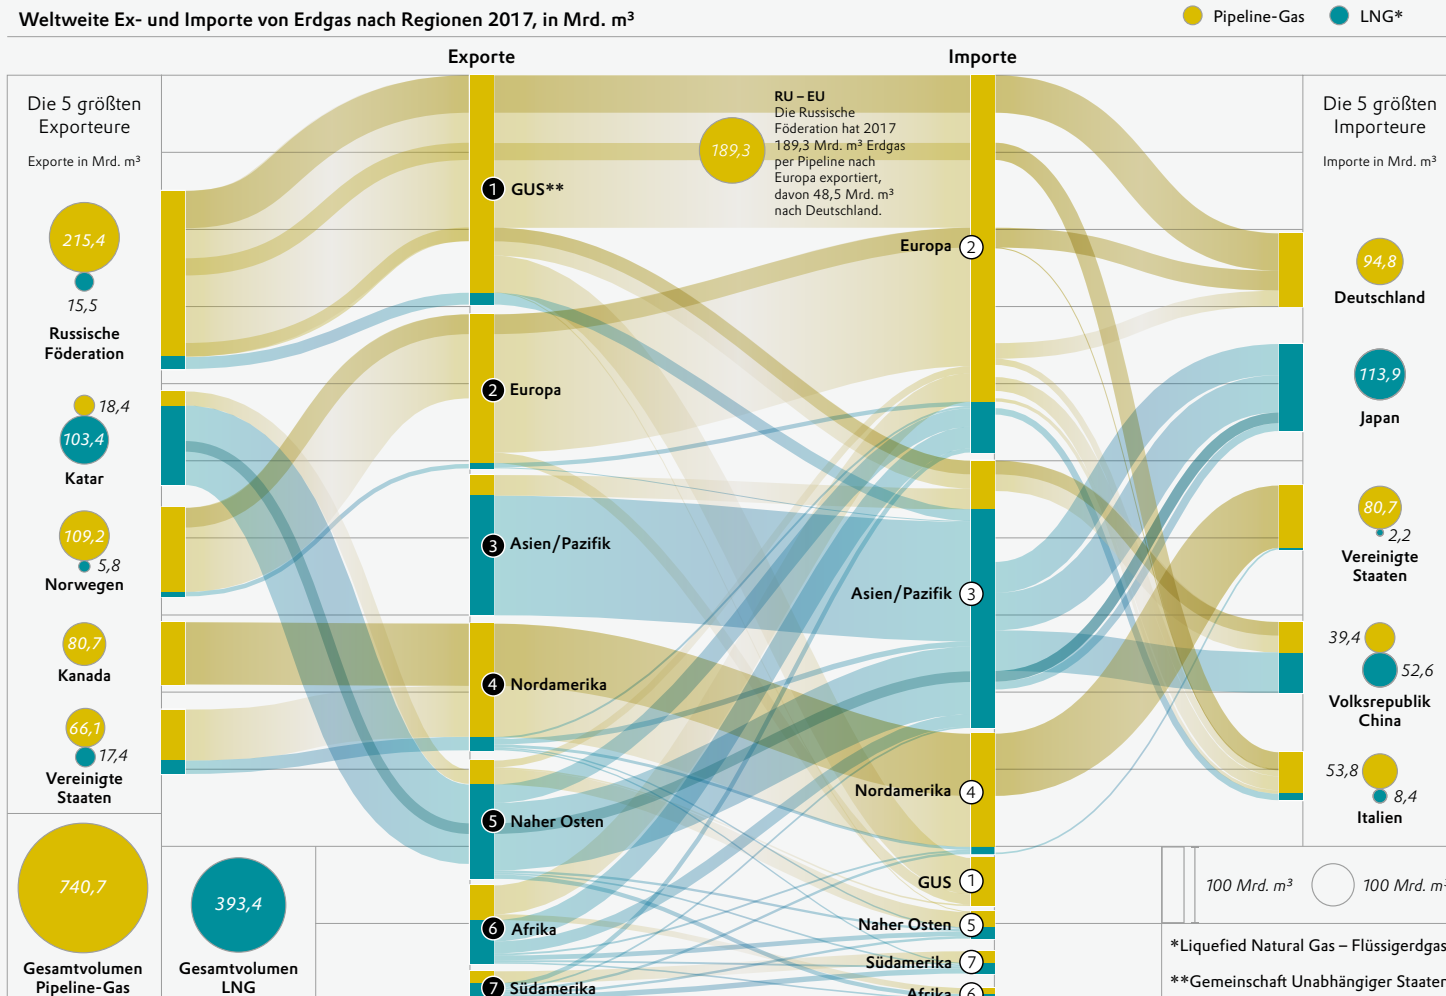 Weltweite Ex- und Importe von Erdgas nach Regionen 2017, in Mrd. m³
Pipeline-Gas
LNG*
Exporte
Importe
Die 5 größten
Exporteure
Exporte in Mrd. m³
215,4
15,5
Russische
Föderation
18,4
103,4
Katar
109,2
5,8
Norwegen
80,7
Kanada
66,1
17,4
Vereinigte
Staaten
740,7
Gesamtvolumen
Pipeline-Gas
393,4
Gesamtvolumen
LNG
1 GUS**
2 Europa
3 Asien/Pazifik
4 Nordamerika
5 Naher Osten
6 Afrika
7 Südamerika
189,3
RU – EU
Die Russische
Föderation hat 2017
189,3 Mrd. m³ Erdgas
per Pipeline nach
Europa exportiert,
davon 48,5 Mrd. m³
nach Deutschland.
Europa 2
Asien/Pazifik 3
Nordamerika 4
GUS 1
Naher Osten 5
Südamerika 7
Afrika 6
Die 5 größten
Importeure
Importe in Mrd. m³
94,8
Deutschland
113,9
Japan
80,7
2,2
Vereinigte
Staaten
39,4
52,6
Volksrepublik
China
53,8
8,4
Italien
100 Mrd. m³
100 Mrd. m³
*Liquefied Natural Gas – Flüssigerdgas
**Gemeinschaft Unabhängiger Staaten